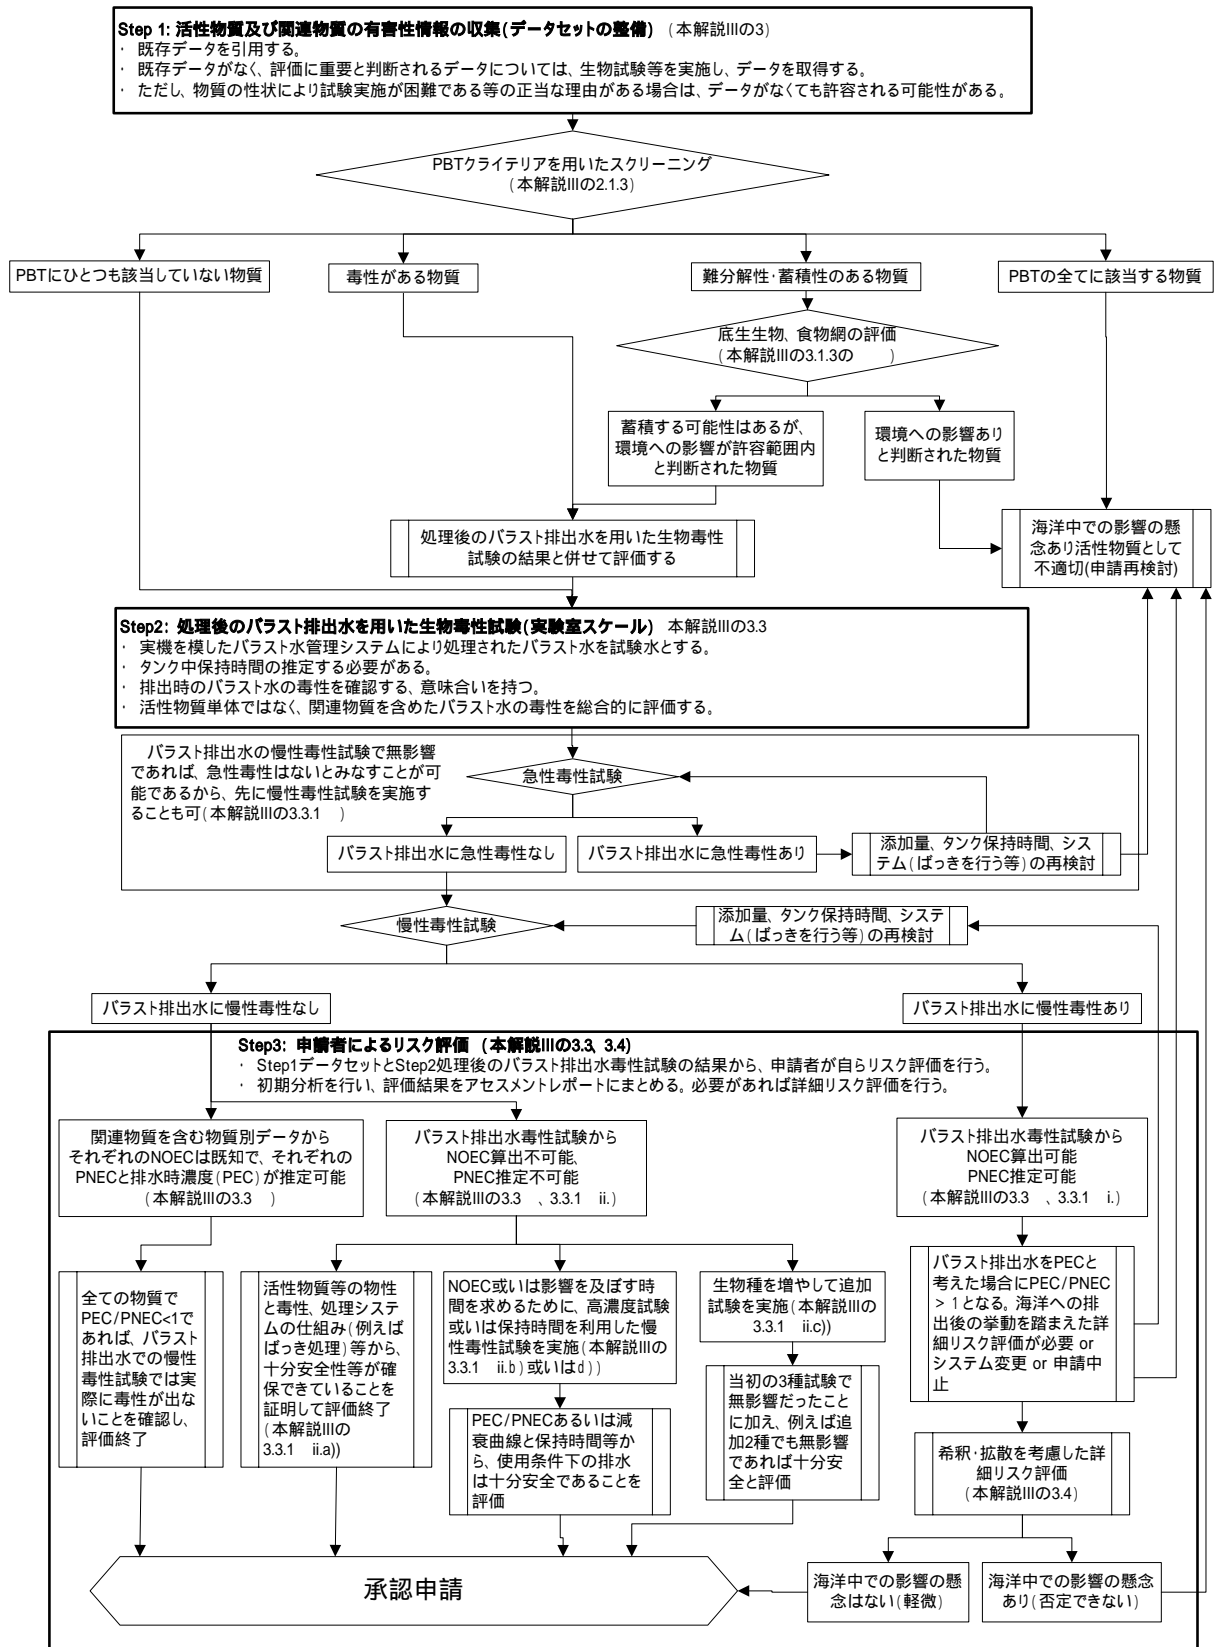 Step 1: 活性物質及び関連物質の有害性情報の収集(データセットの整備) (本解説IIIの3)
・ 既存データを引用する。
・ 既存データがなく、評価に重要と判断されるデータについては、生物試験等を実施し、データを取得する。
・ ただし、物質の性状により試験実施が困難である等の正当な理由がある場合は、データがなくても許容される可能性がある。
PBTクライテリアを用いたスクリーニング
(本解説IIIの2.1.3)
PBTにひとつも該当していない物質
毒性がある物質
難分解性・蓄積性のある物質
PBTの全てに該当する物質
底生生物、食物網の評価
(本解説IIIの3.1.3の )
蓄積する可能性はあるが、
環境への影響が許容範囲内
と判断された物質
環境への影響あり
と判断された物質
処理後のバラスト排出水を用いた生物毒性
試験の結果と併せて評価する
海洋中での影響の懸
念あり活性物質として
不適切(申請再検討)
Step2: 処理後のバラスト排出水を用いた生物毒性試験(実験室スケール) 本解説IIIの3.3
・ 実機を模したバラスト水管理システムにより処理されたバラスト水を試験水とする。
・ タンク中保持時間の推定する必要がある。
・ 排出時のバラスト水の毒性を確認する、意味合いを持つ。
・ 活性物質単体ではなく、関連物質を含めたバラスト水の毒性を総合的に評価する。
バラスト排出水の慢性毒性試験で無影響
であれば、急性毒性はないとみなすことが可
能であるから、先に慢性毒性試験を実施す
ることも可(本解説IIIの3.3.1 )
急性毒性試験
バラスト排出水に急性毒性なし
バラスト排出水に急性毒性あり
添加量、タンク保持時間、シス
テム(ばっきを行う等)の再検討
慢性毒性試験
添加量、タンク保持時間、システ
ム(ばっきを行う等)の再検討
バラスト排出水に慢性毒性なし
バラスト排出水に慢性毒性あり
Step3: 申請者によるリスク評価 (本解説IIIの3.3、3.4)
・ Step1データセットとStep2処理後のバラスト排出水毒性試験の結果から、申請者が自らリスク評価を行う。
・ 初期分析を行い、評価結果をアセスメントレポートにまとめる。必要があれば詳細リスク評価を行う。
関連物質を含む物質別データから
それぞれのNOECは既知で、それぞれの
PNECと排水時濃度(PEC)が推定可能
(本解説IIIの3.3 )
バラスト排出水毒性試験から
NOEC算出不可能、
PNEC推定不可能
(本解説IIIの3.3 、3.3.1 ii.)
バラスト排出水毒性試験から
NOEC算出可能
PNEC推定可能
(本解説IIIの3.3 、3.3.1 i.)
全ての物質で
PEC/PNEC<1で
あれば、バラスト
排出水での慢性
毒性試験では実
際に毒性が出な
いことを確認し、
評価終了
活性物質等の物性
と毒性、処理システ
ムの仕組み(例えば
ばっき処理)等から、
十分安全性等が確
保できていることを
証明して評価終了
(本解説IIIの
3.3.1 ii.a))
NOEC或いは影響を及ぼす時
間を求めるために、高濃度試験
或いは保持時間を利用した慢
性毒性試験を実施(本解説IIIの
3.3.1 ii.b)或いはd))
生物種を増やして追加
試験を実施(本解説IIIの
3.3.1 ii.c))
バラスト排出水をPECと
考えた場合にPEC/PNEC
>1となる。海洋への排
出後の挙動を踏まえた詳
細リスク評価が必要 or
システム変更 or 申請中
止
PEC/PNECあるいは減
衰曲線と保持時間等か
ら、使用条件下の排水
は十分安全であることを
評価
当初の3種試験で
無影響だったこと
に加え、例えば追
加2種でも無影響
であれば十分安
全と評価
希釈・拡散を考慮した詳
細リスク評価
(本解説IIIの3.4)
承認申請
海洋中での影響の懸
念はない(軽微)
海洋中での影響の懸念
あり(否定できない)